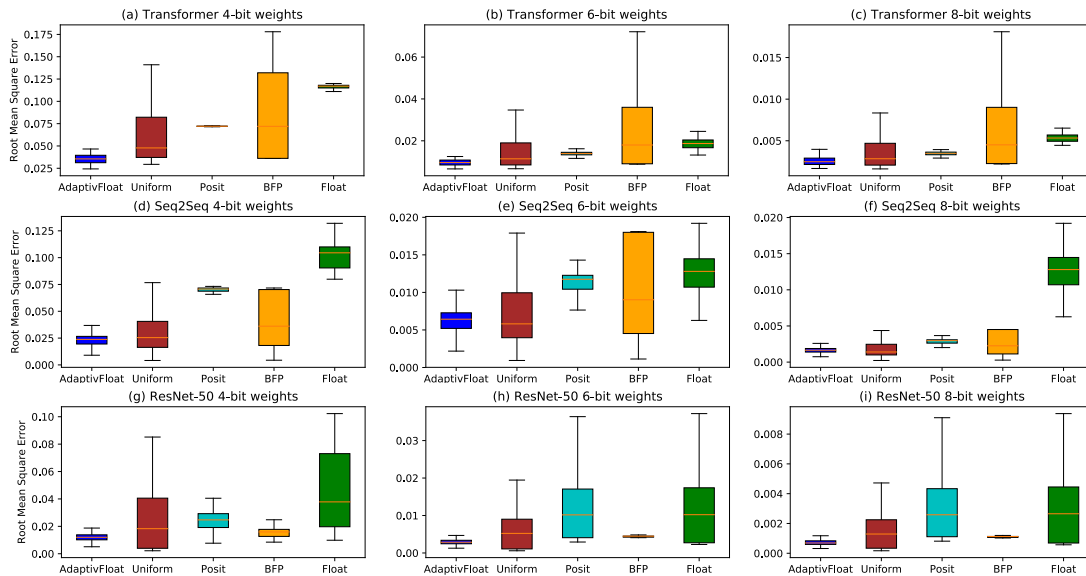 (a) Transformer 4-bit weights
(b) Transformer 6-bit weights
(c) Transformer 8-bit weights
Root Mean Square Error
0.175
0.150
0.125
0.100
0.075
0.050
0.025
0.06
0.04
0.02
0.015
0.010
0.005
AdaptivFloat Uniform Posit BFP Float
AdaptivFloat Uniform Posit BFP Float
AdaptivFloat Uniform Posit BFP Float
(d) Seq2Seq 4-bit weights
(e) Seq2Seq 6-bit weights
(f) Seq2Seq 8-bit weights
Root Mean Square Error
0.125
0.100
0.075
0.050
0.025
0.000
0.020
0.015
0.010
0.005
0.000
0.020
0.015
0.010
0.005
0.000
AdaptivFloat Uniform Posit BFP Float
AdaptivFloat Uniform Posit BFP Float
AdaptivFloat Uniform Posit BFP Float
(g) ResNet-50 4-bit weights
(h) ResNet-50 6-bit weights
(i) ResNet-50 8-bit weights
Root Mean Square Error
0.10
0.08
0.06
0.04
0.02
0.00
0.03
0.02
0.01
0.00
0.008
0.006
0.004
0.002
0.000
AdaptivFloat Uniform Posit BFP Float
AdaptivFloat Uniform Posit BFP Float
AdaptivFloat Uniform Posit BFP Float